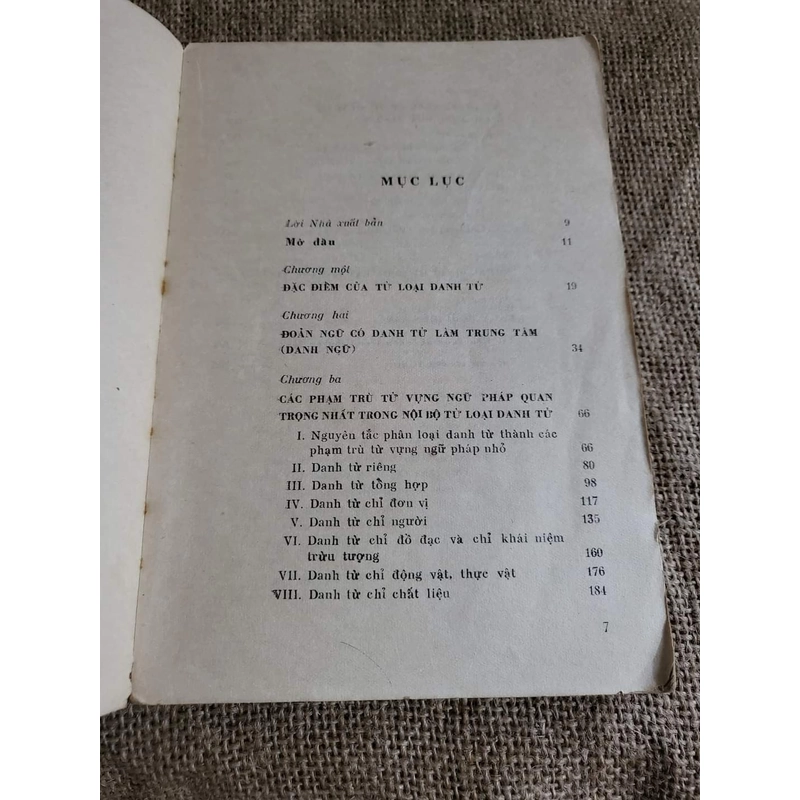 MỤC LỤC
Lời Nhà xuất bản 9
Mở đầu 11
Chương một
ĐẶC ĐIỂM CỦA TỪ LOẠI DANH TỪ 19
Chương hai
ĐOẢN NGỮ CÓ DANH TỪ LÀM TRUNG TÂM
(DANH NGỮ) 34
Chương ba
CÁC PHẠM TRÙ TỪ VỰNG NGỮ PHÁP QUAN
TRỌNG NHẤT TRONG NỘI BỘ TỪ LOẠI DANH TỪ 66
I. Nguyên tắc phân loại danh từ thành các
phạm trù từ vựng ngữ pháp nhỏ 66
II. Danh từ riêng 80
III. Danh từ tổng hợp 98
IV. Danh từ chỉ đơn vị 117
V. Danh từ chỉ người 135
VI. Danh từ chỉ đồ đạc và chỉ khái niệm
trừu tượng 160
VII. Danh từ chỉ động vật, thực vật 176
VIII. Danh từ chỉ chất liệu 184
7